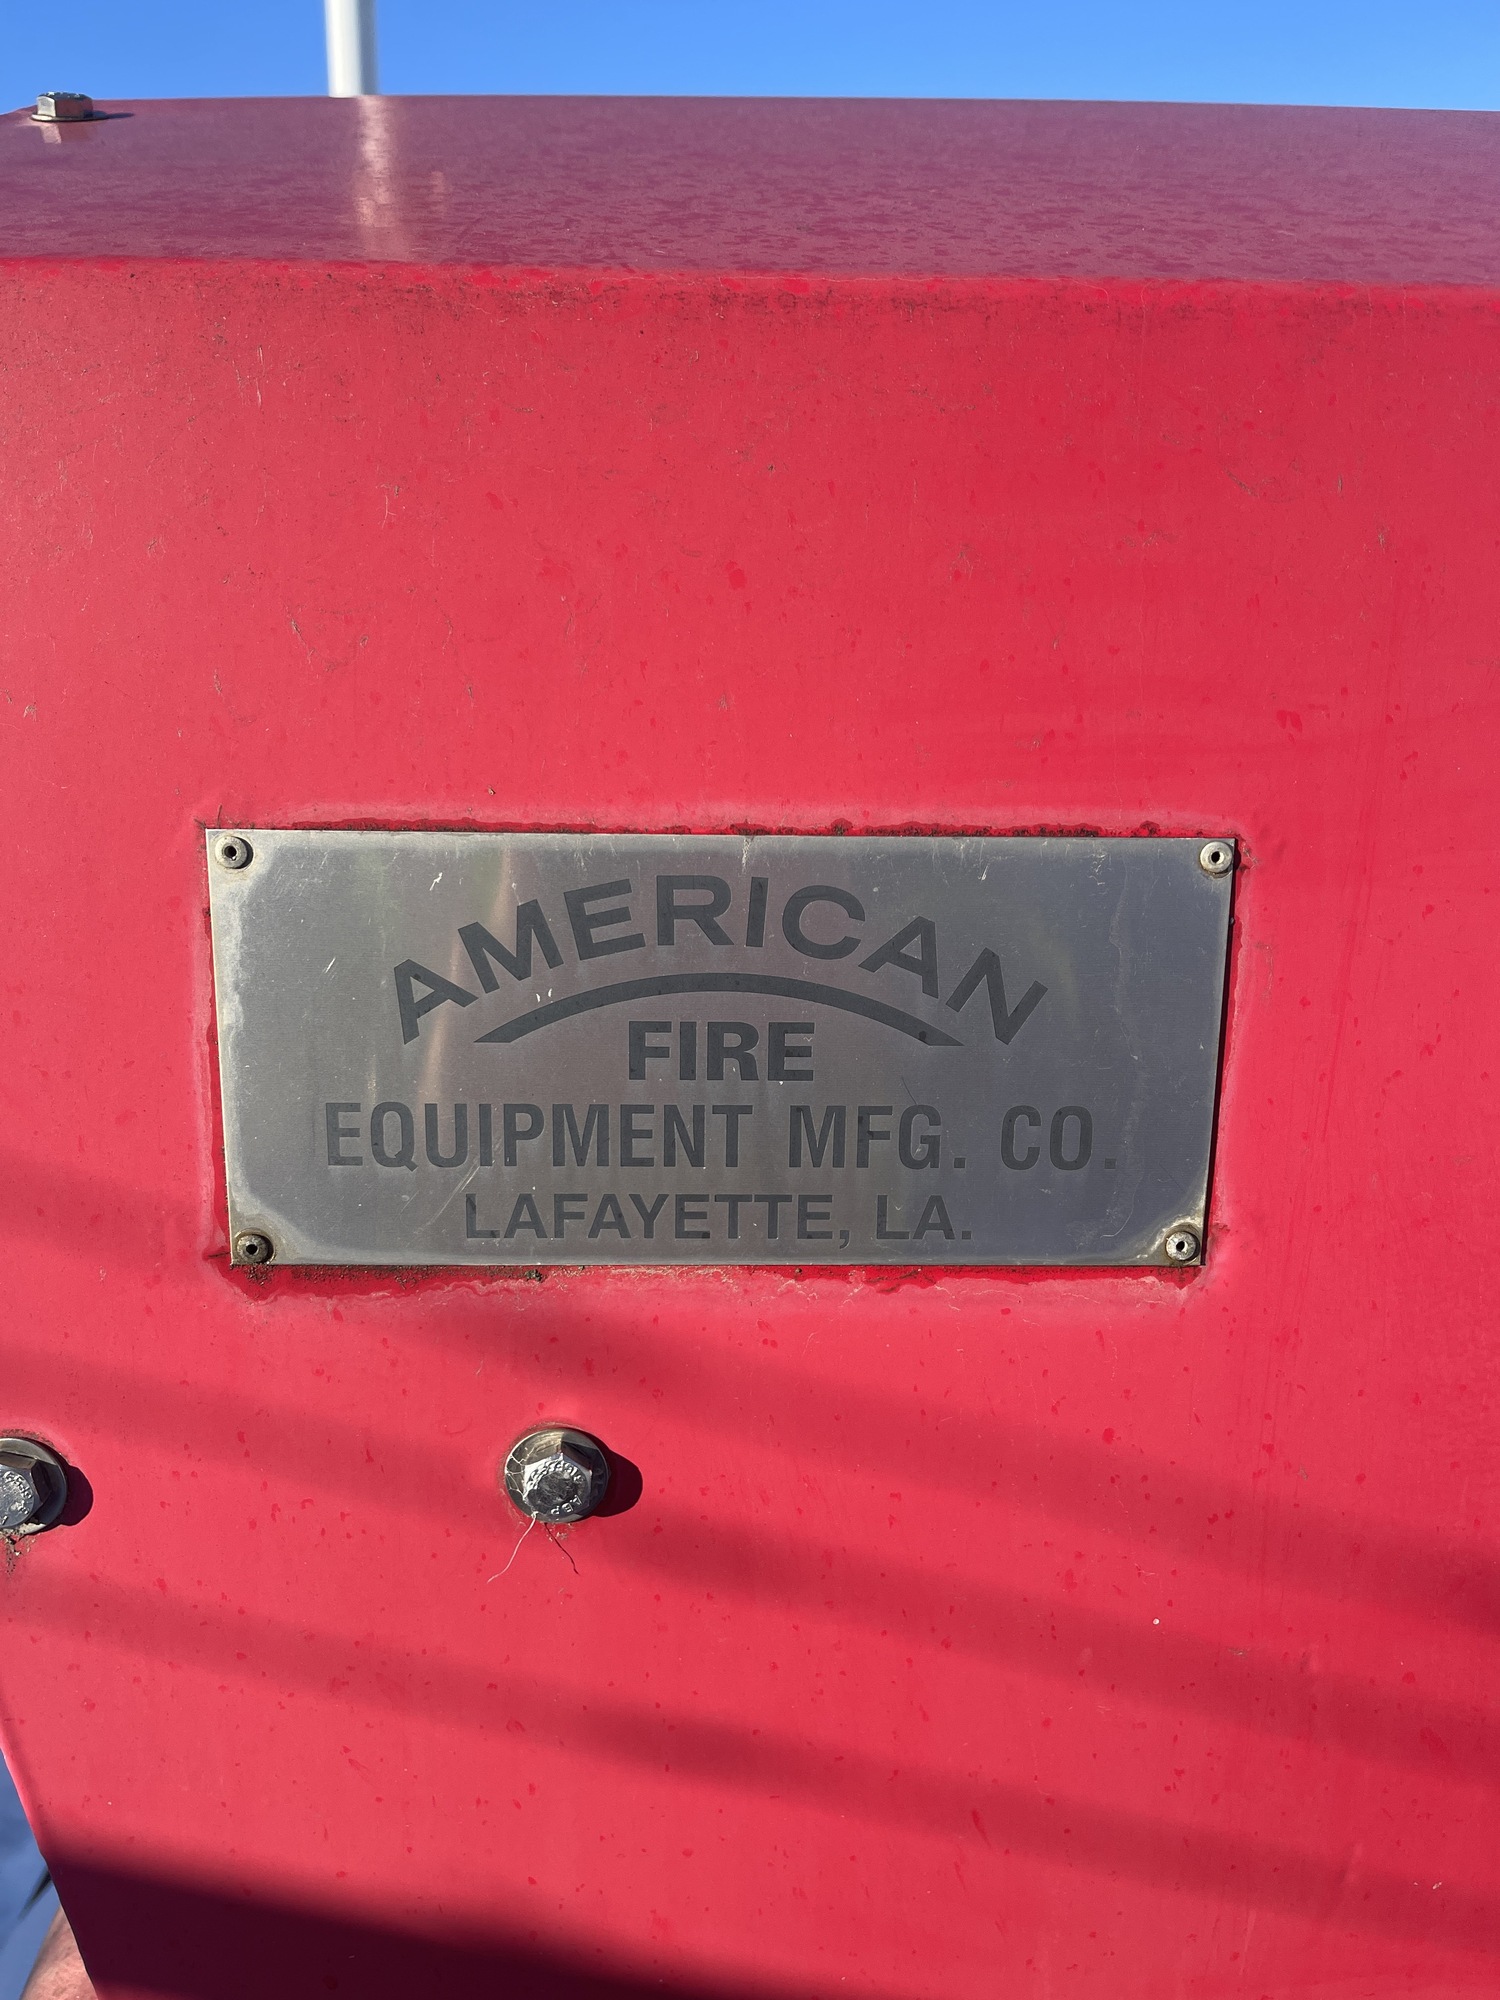 AMERICAN
FIRE
EQUIPMENT MFG. CO.
LAFAYETTE, LA.